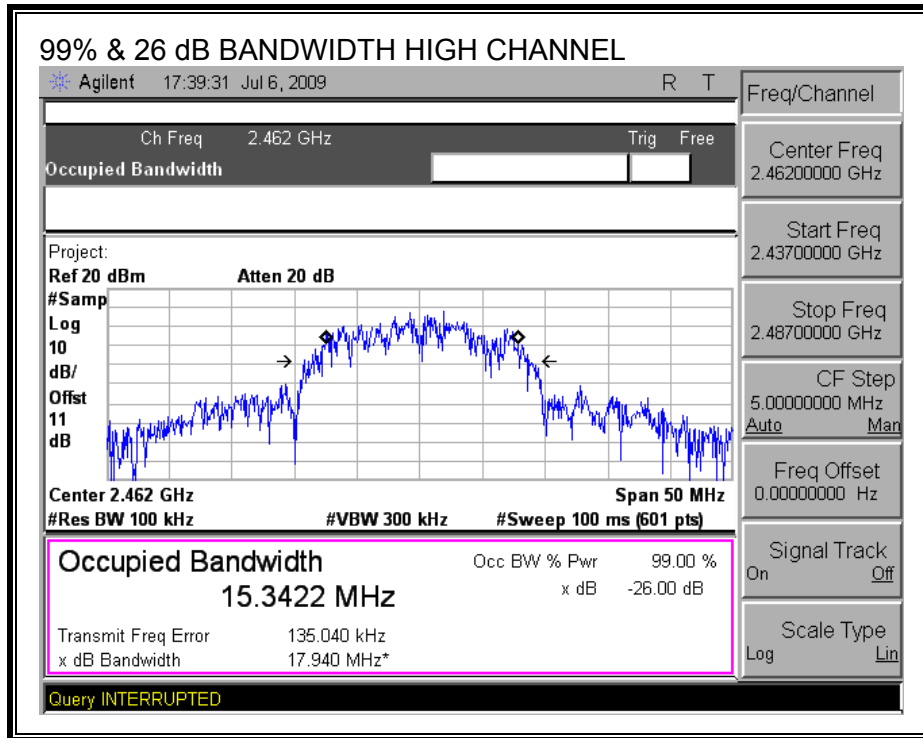 99% & 26 dB BANDWIDTH HIGH CHANNEL
Agilent 17:39:31 Jul 6, 2009 R T
Ch Freq 2.462 GHz Trig Free
Occupied Bandwidth
Project:
Ref 20 dBm Atten 20 dB
#Samp
Log
10
dB/
Offst
11
dB
Center 2.462 GHz Span 50 MHz
#Res BW 100 kHz #VBW 300 kHz #Sweep 100 ms (601 pts)
Occupied Bandwidth Occ BW % Pwr 99.00 %
15.3422 MHz x dB -26.00 dB
Transmit Freq Error 135.040 kHz
x dB Bandwidth 17.940 MHz*
Query INTERRUPTED
Freq/Channel
Center Freq
2.46200000 GHz
Start Freq
2.43700000 GHz
Stop Freq
2.48700000 GHz
CF Step
5.00000000 MHz
Auto Man
Freq Offset
0.00000000 Hz
Signal Track
On Off
Scale Type
Log Lin